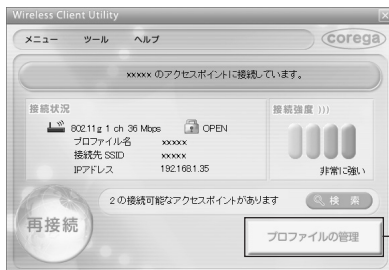 Wireless Client Utility
メニュー ツール ヘルプ corega
xxxxx のアクセスポイントに接続しています。
接続状況
接続強度 )))
802.11g 1 ch 36 Mbps OPEN
プロファイル名 xxxxx
接続先 SSID xxxxx
IPアドレス 192.168.1.35
非常に強い
2 の接続可能なアクセスポイントがあります
検 索
再接続
プロファイルの管理